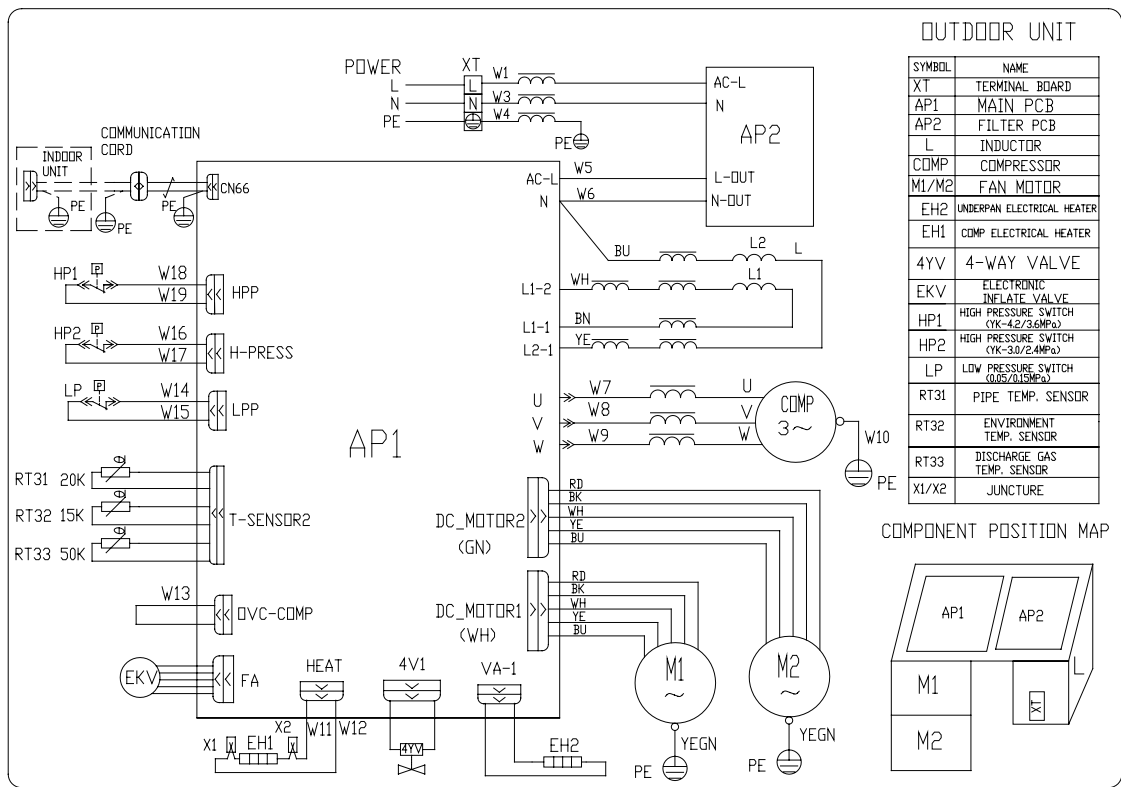 OUTDOOR UNIT
POWER
XT
L
L
W1
AC-L
N
N
W3
N
PE
W4
PE
AP2
COMMUNICATION
CORD
INDOOR
UNIT
PE
PE
PE
CN66
AC-L
W5
L-OUT
N
W6
N-OUT
BU
L2
L
L1-2
WH
L1
L1-1
BN
L2-1
YE
HP1
P
W18
W19
HPP
HP2
P
W16
W17
H-PRESS
LP
P
W14
W15
LPP
AP1
U
W7
U
V
W8
V
W
W9
W
COMP
3~
W10
PE
RT31 20K
RT32 15K
RT33 50K
θ
θ
θ
T-SENSOR2
DC_MOTOR2
(GN)
RD
BK
WH
YE
BU
W13
OVC-COMP
DC_MOTOR1
(WH)
RD
BK
WH
YE
BU
EKV
FA
HEAT
4V1
VA-1
X1
EH1
X2
W11
W12
4YV
EH2
M1
~
YEGN
PE
M2
~
YEGN
PE
SYMBOL NAME
XT TERMINAL BOARD
AP1 MAIN PCB
AP2 FILTER PCB
L INDUCTOR
COMP COMPRESSOR
M1/M2 FAN MOTOR
EH2 UNDERPAN ELECTRICAL HEATER
EH1 COMP ELECTRICAL HEATER
4YV 4-WAY VALVE
EKV ELECTRONIC
INFLATE VALVE
HP1 HIGH PRESSURE SWITCH
(YK-4.2/3.6MPa)
HP2 HIGH PRESSURE SWITCH
(YK-3.0/2.4MPa)
LP LOW PRESSURE SWITCH
(0.05/0.15MPa)
RT31 PIPE TEMP. SENSOR
RT32 ENVIRONMENT
TEMP. SENSOR
RT33 DISCHARGE GAS
TEMP. SENSOR
X1/X2 JUNCTURE
COMPONENT POSITION MAP
AP1
AP2
M1
M2
XT
L